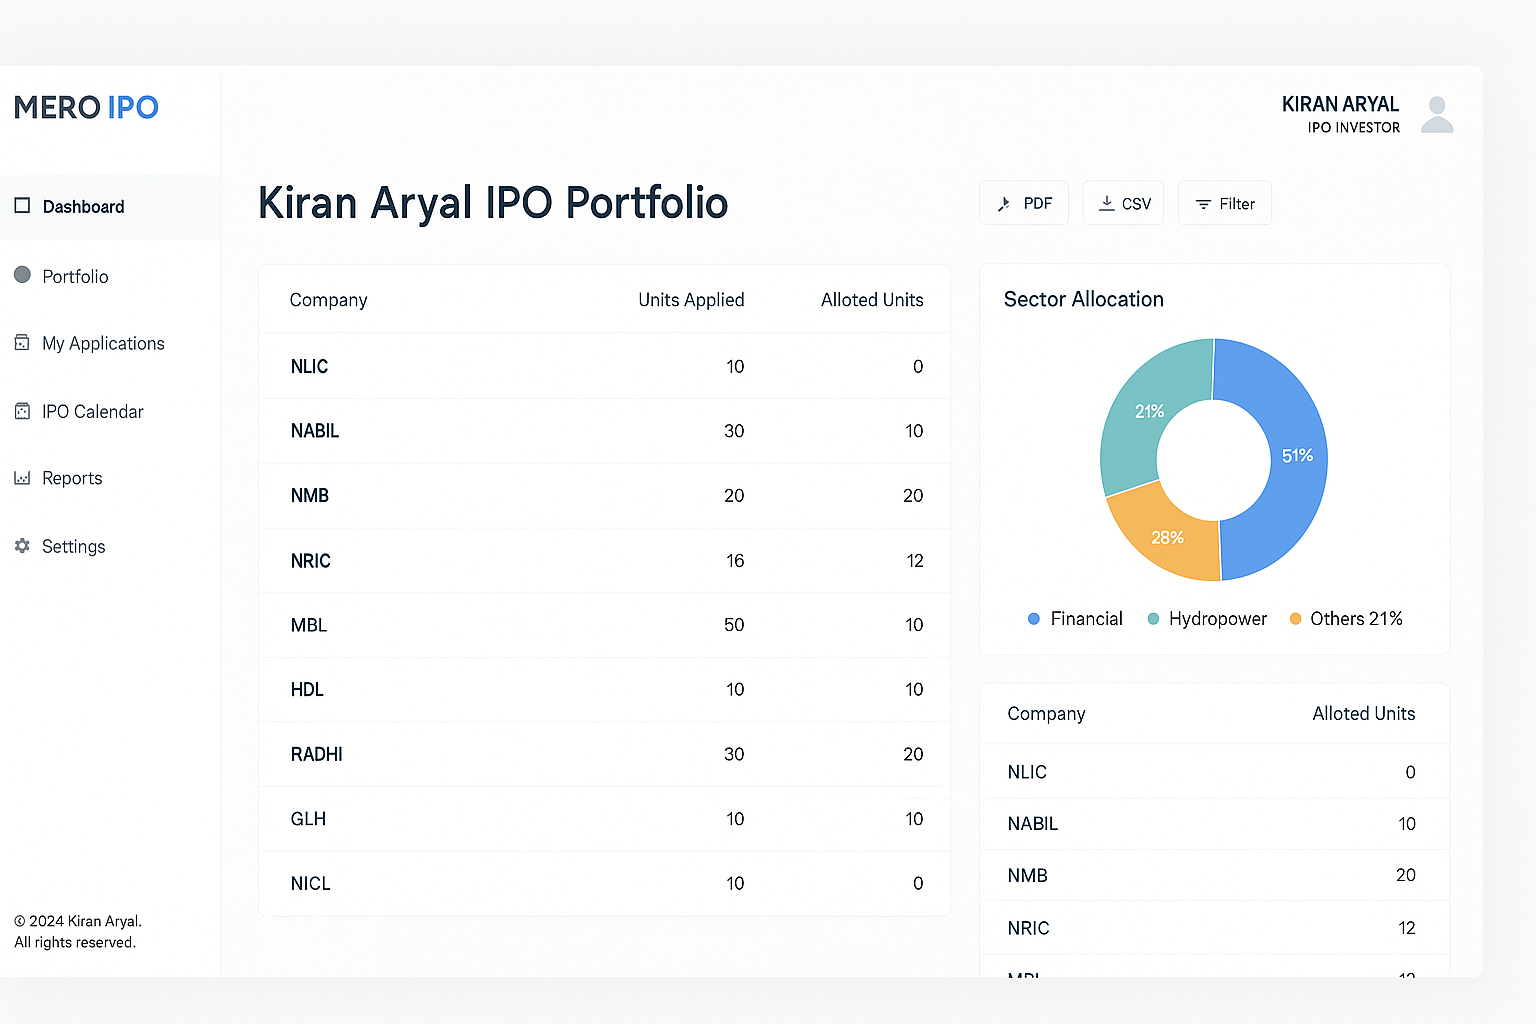 MERO IPO
KIRAN ARYAL
IPO INVESTOR
Dashboard
Portfolio
My Applications
IPO Calendar
Reports
Settings
© 2024 Kiran Aryal.
All rights reserved.
Kiran Aryal IPO Portfolio
PDF CSV Filter
Company Units Applied Alloted Units
NLIC 10 0
NABIL 30 10
NMB 20 20
NRIC 16 12
MBL 50 10
HDL 10 10
RADHI 30 20
GLH 10 10
NICL 10 0
Sector Allocation
21%
51%
28%
Financial Hydropower Others 21%
Company Alloted Units
NLIC 0
NABIL 10
NMB 20
NRIC 12